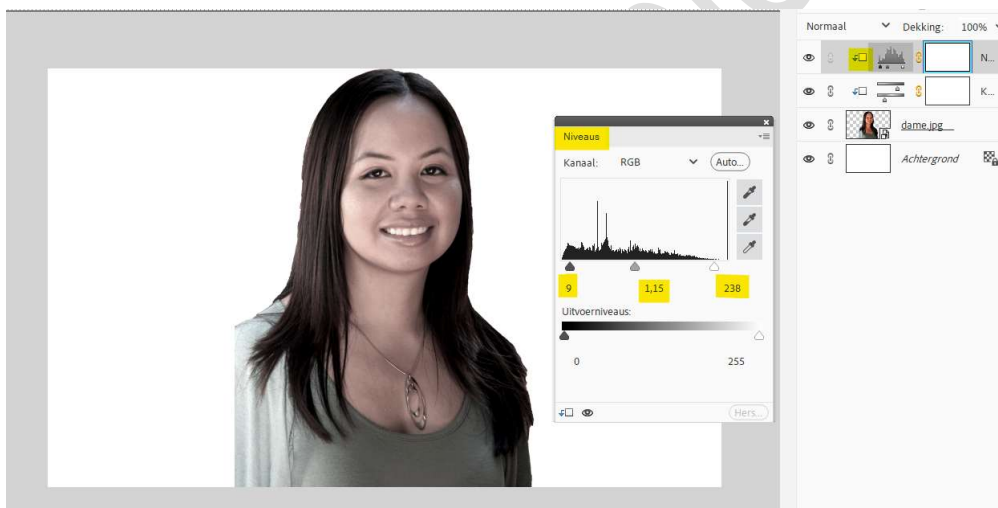 Normaal Dekking: 100%
N...
K...
dame.jpg
Achtergrond
Niveaus
Kanaal: RGB Auto...
9 1,15 238
Uitvoerniveaus:
0 255
Hers...